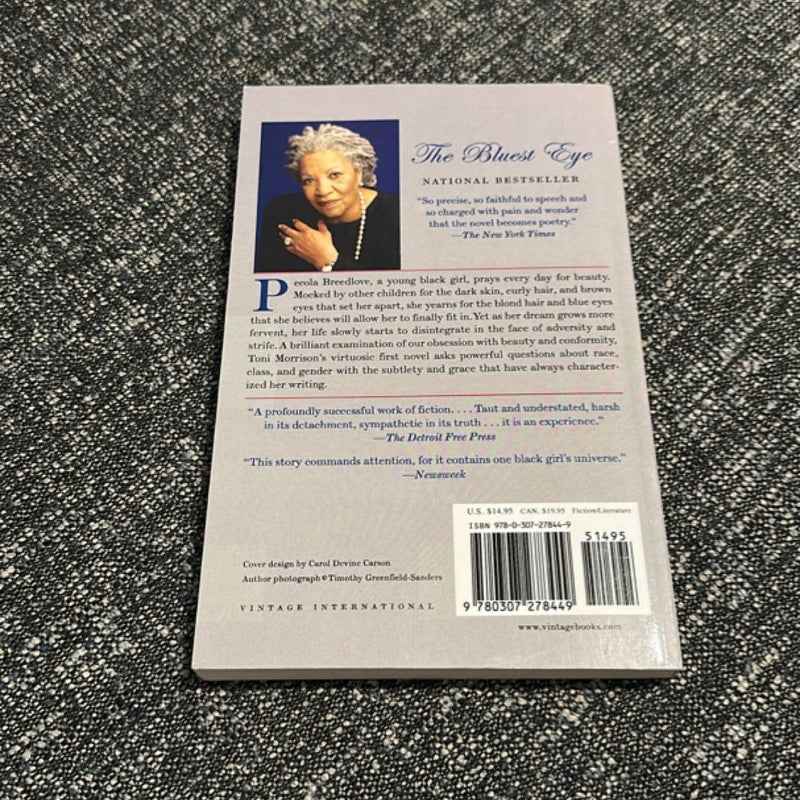 The Bluest Eye
NATIONAL BESTSELLER
“So precise, so faithful to speech and
so charged with pain and wonder
that the novel becomes poetry.”
—The New York Times
Pecola Breedlove, a young black girl, prays every day for beauty.
Mocked by other children for the dark skin, curly hair, and brown
eyes that set her apart, she yearns for the blond hair and blue eyes
that she believes will allow her to finally fit in. Yet as her dream grows more
fervent, her life slowly starts to disintegrate in the face of adversity and
strife. A brilliant examination of our obsession with beauty and conformity,
Toni Morrison’s virtuosic first novel asks powerful questions about race,
class, and gender with the subtlety and grace that have always character-
ized her writing.
“A profoundly successful work of fiction. . . . Taut and understated, harsh
in its detachment, sympathetic in its truth . . . it is an experience.”
—The Detroit Free Press
“This story commands attention, for it contains one black girl’s universe.”
—Newsweek
U.S. $14.95 CAN. $19.95 Fiction/Literature
ISBN 978-0-307-27844-9
51495
9 780307 278449
Cover design by Carol Devine Carson
Author photograph © Timothy Greenfield-Sanders
VINTAGE INTERNATIONAL
www.vintagebooks.com